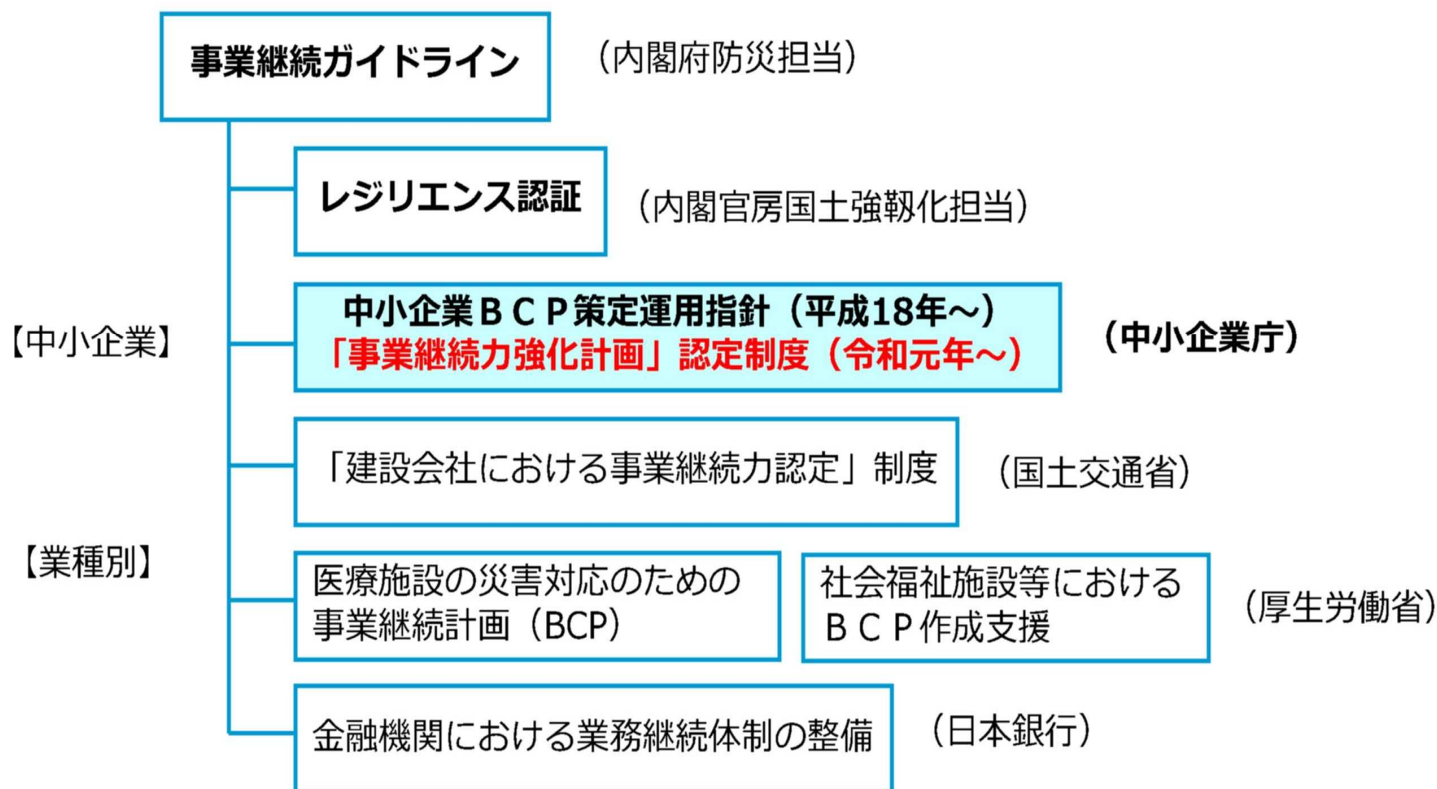 事業継続ガイドライン
（内閣府防災担当）
レジリエンス認証
（内閣官房国土強靱化担当）
【中小企業】
中小企業ＢＣＰ策定運用指針（平成18年～）
「事業継続力強化計画」認定制度（令和元年～）
（中小企業庁）
「建設会社における事業継続力認定」制度
（国土交通省）
【業種別】
医療施設の災害対応のための
事業継続計画（BCP）
社会福祉施設等における
ＢＣＰ作成支援
（厚生労働省）
金融機関における業務継続体制の整備
（日本銀行）